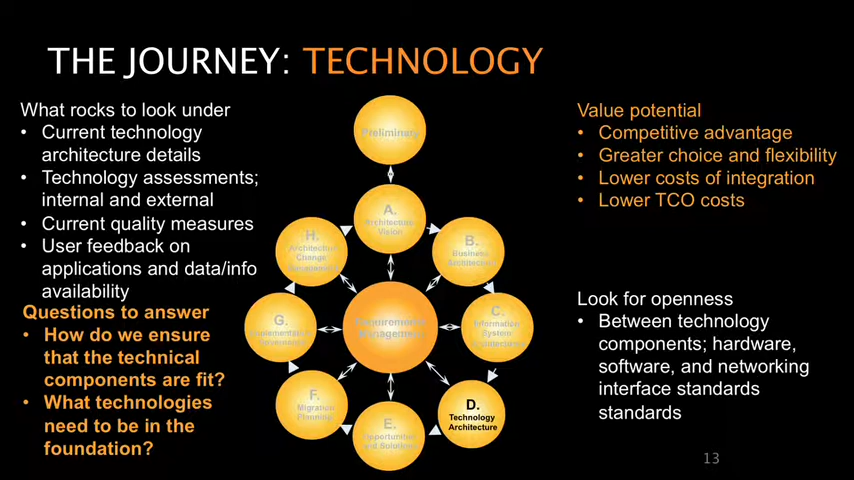 THE JOURNEY: TECHNOLOGY
What rocks to look under
• Current technology
architecture details
• Technology assessments;
internal and external
• Current quality measures
• User feedback on
applications and data/info
availability
Questions to answer
• How do we ensure
that the technical
components are fit?
• What technologies
need to be in the
foundation?
Preliminary
A.
Architecture
Vision
B.
Business
Architecture
C.
Information
System
Architectures
D.
Technology
Architecture
E.
Opportunities
and Solutions
F.
Migration
Planning
G.
Implementation
Governance
H.
Architecture
Change
Management
Requirements
Management
Value potential
• Competitive advantage
• Greater choice and flexibility
• Lower costs of integration
• Lower TCO costs
Look for openness
• Between technology
components; hardware,
software, and networking
interface standards
standards
13